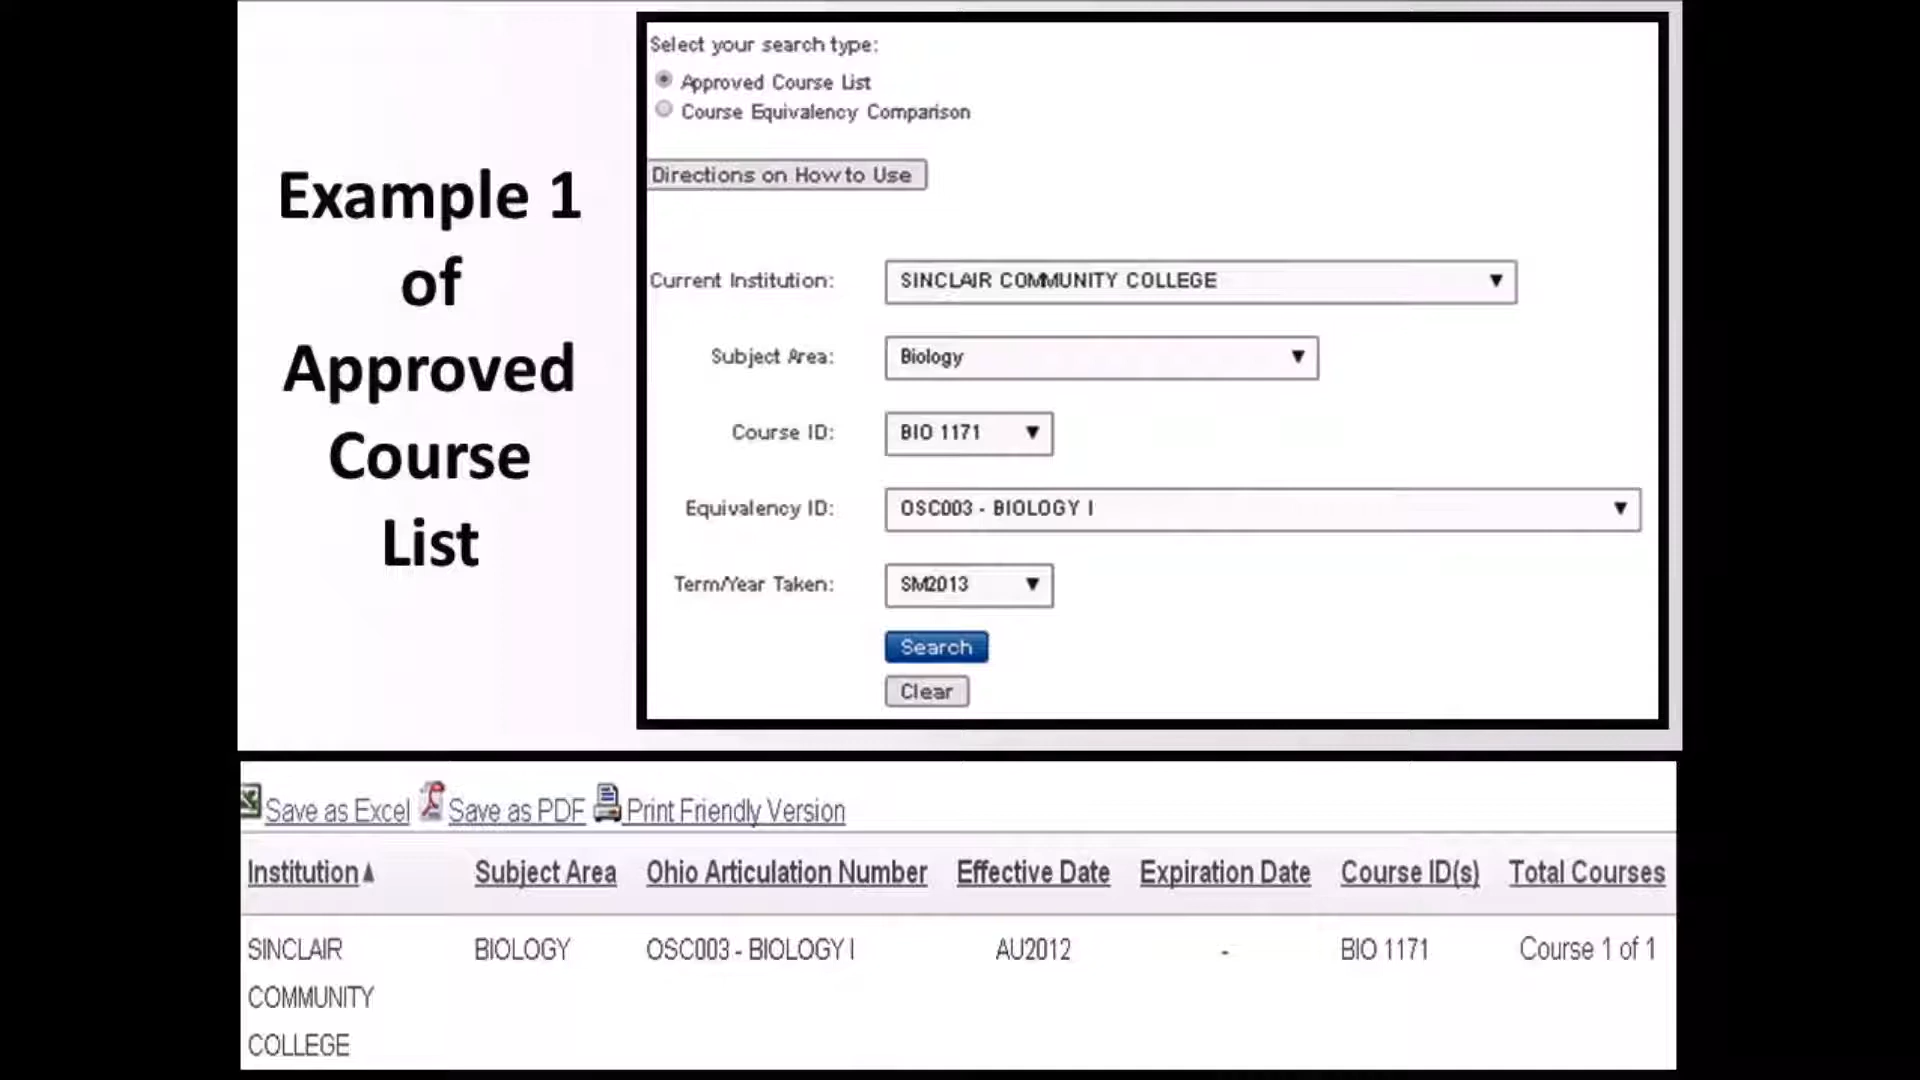 Example 1
of
Approved
Course
List
Select your search type:
Approved Course List
Course Equivalency Comparison
Directions on How to Use
Current Institution: SINCLAIR COMMUNITY COLLEGE
Subject Area: Biology
Course ID: BIO 1171
Equivalency ID: OSC003 - BIOLOGY I
Term/Year Taken: SM2013
Search
Clear
Save as Excel Save as PDF Print Friendly Version
Institution Subject Area Ohio Articulation Number Effective Date Expiration Date Course ID(s) Total Courses
SINCLAIR BIOLOGY OSC003 - BIOLOGY I AU2012 - BIO 1171 Course 1 of 1
COMMUNITY
COLLEGE